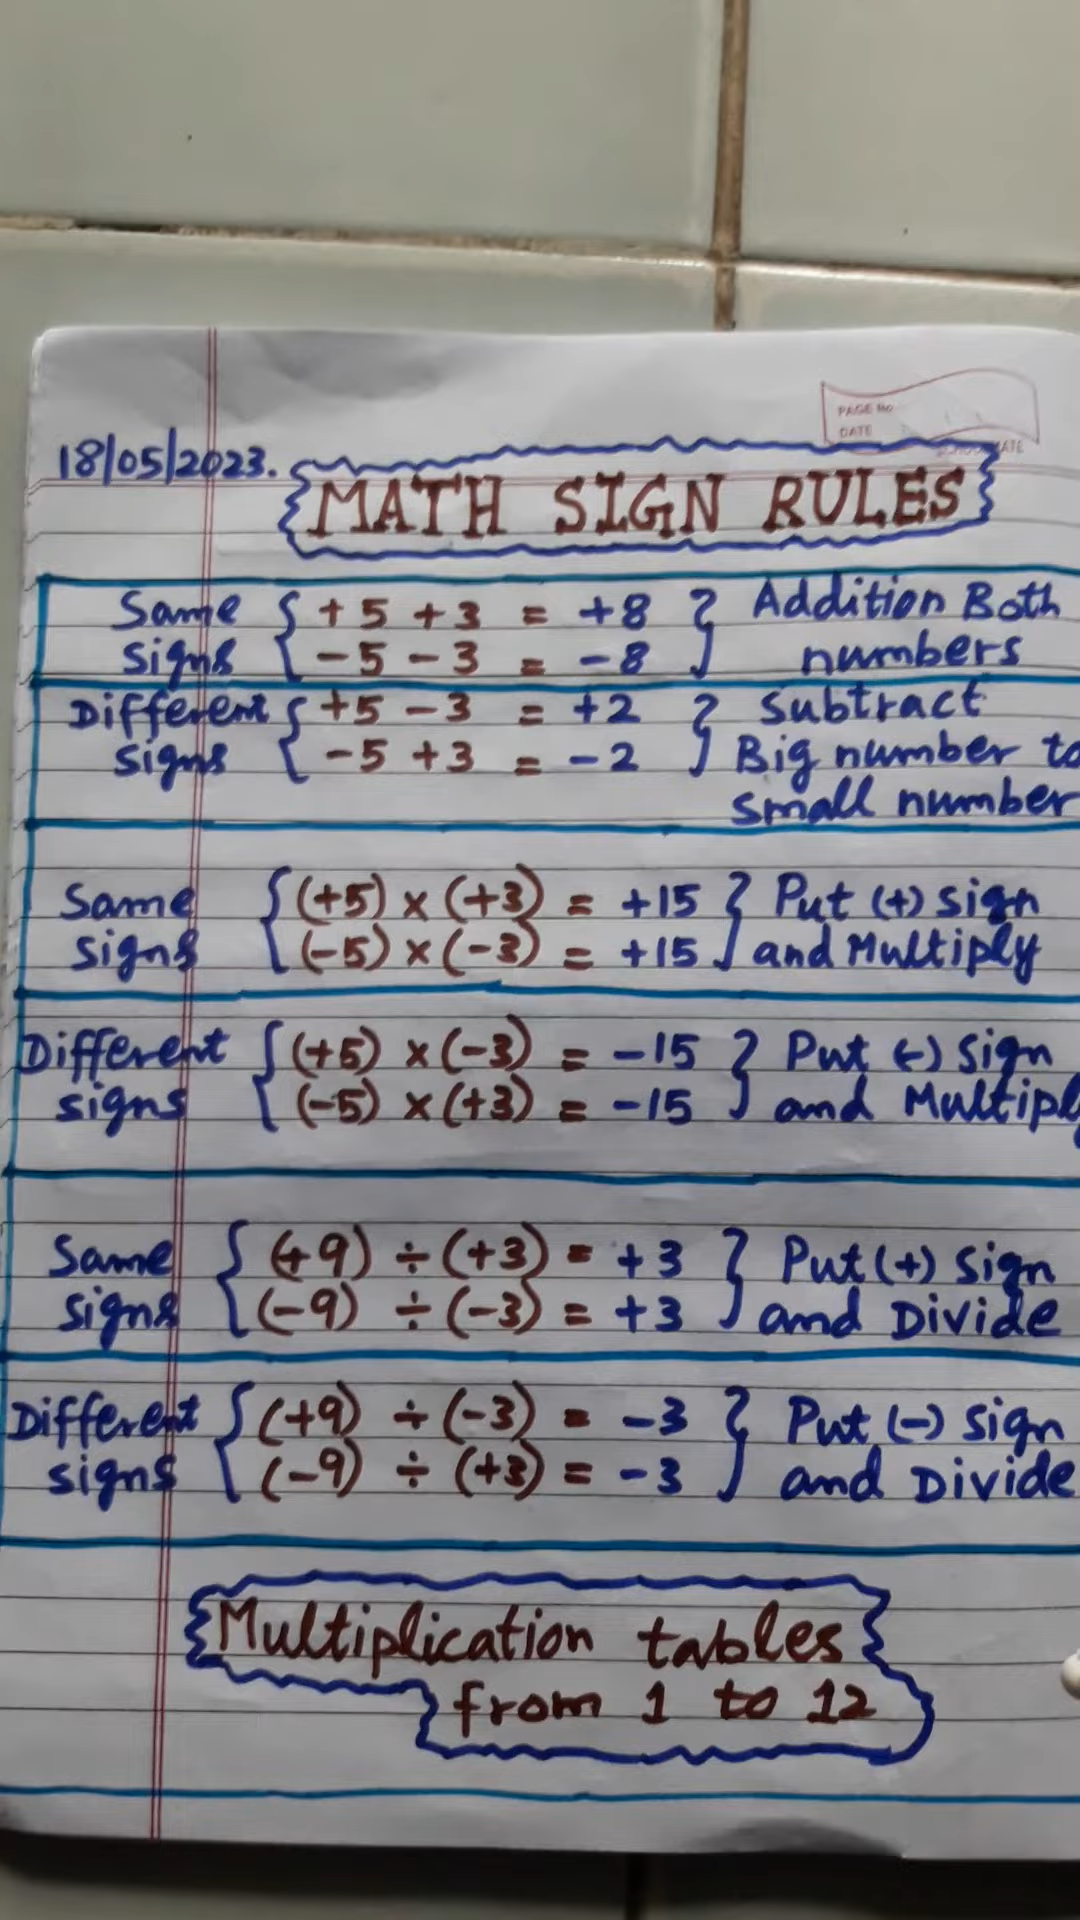 PAGE No
DATE
18/05/2023.
MATH SIGN RULES
Same { +5 +3 = +8 } Addition Both
signs { -5 -3 = -8 } numbers
Different { +5 -3 = +2 } subtract
signs { -5 +3 = -2 } Big number to
small number
Same { (+5) × (+3) = +15 } Put (+) sign
signs { (-5) × (-3) = +15 } and Multiply
Different { (+5) × (-3) = -15 } Put (-) sign
signs { (-5) × (+3) = -15 } and Multiply
Same { (+9) ÷ (+3) = +3 } Put (+) sign
signs { (-9) ÷ (-3) = +3 } and Divide
Different { (+9) ÷ (-3) = -3 } Put (-) sign
signs { (-9) ÷ (+3) = -3 } and Divide
Multiplication tables
from 1 to 12